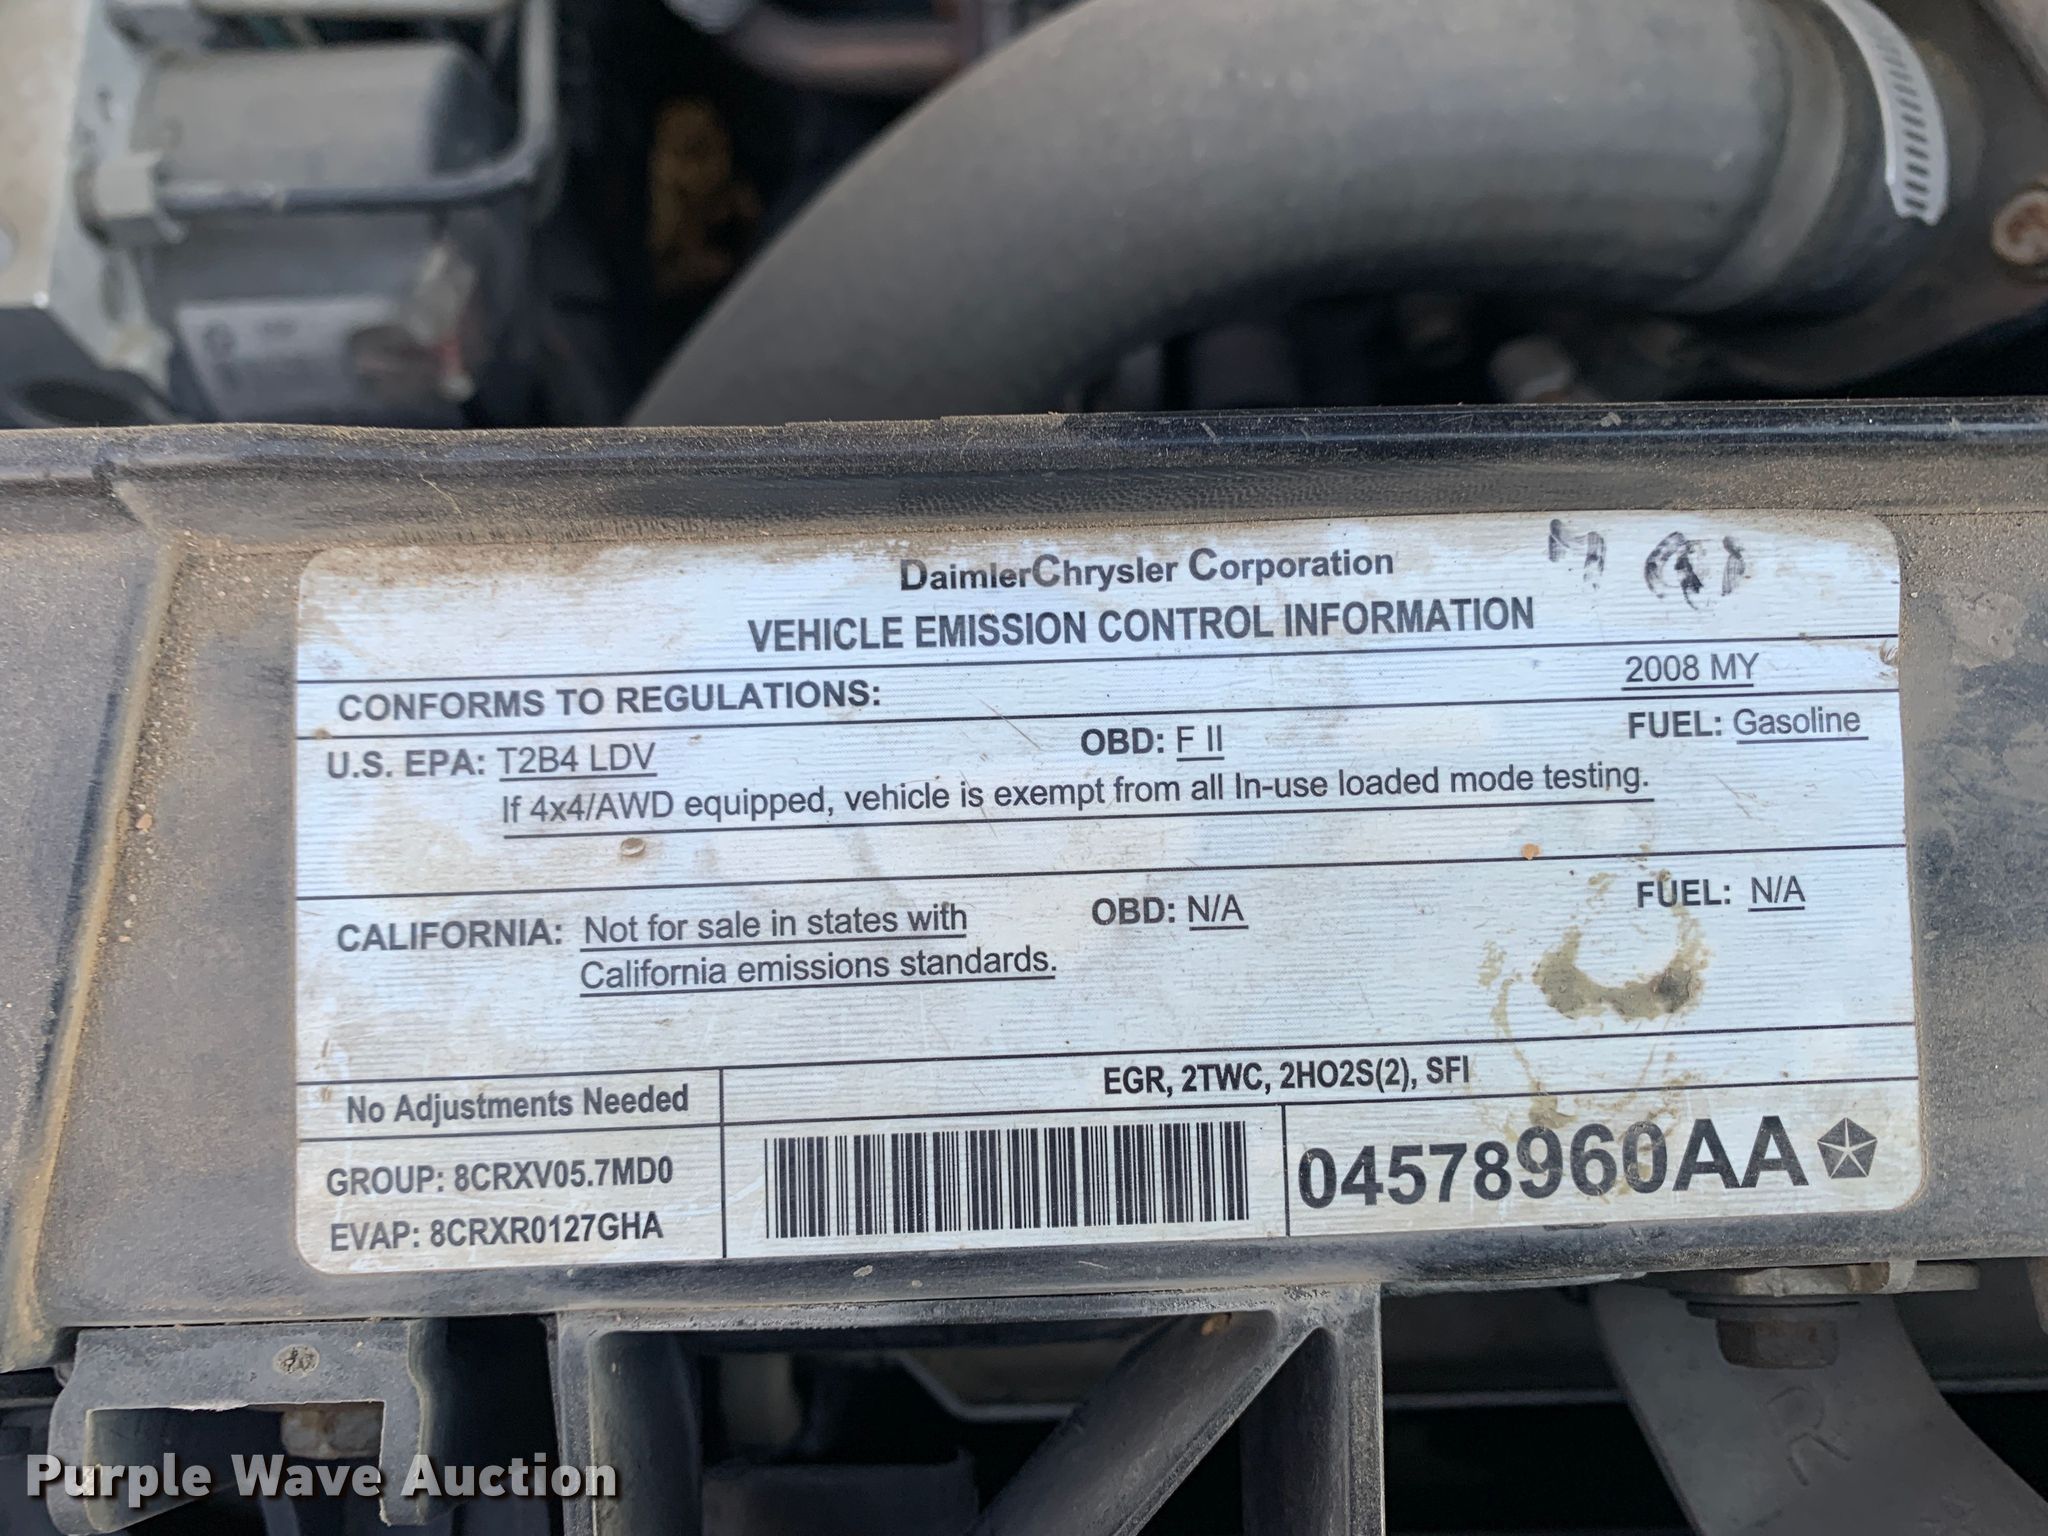 DaimlerChrysler Corporation
VEHICLE EMISSION CONTROL INFORMATION
CONFORMS TO REGULATIONS: 2008 MY
U.S. EPA: T2B4 LDV OBD: F II FUEL: Gasoline
If 4x4/AWD equipped, vehicle is exempt from all In-use loaded mode testing.
CALIFORNIA: Not for sale in states with OBD: N/A FUEL: N/A
California emissions standards.
No Adjustments Needed EGR, 2TWC, 2HO2S(2), SFI
GROUP: 8CRXV05.7MD0 04578960AA
EVAP: 8CRXR0127GHA
R
Purple Wave Auction